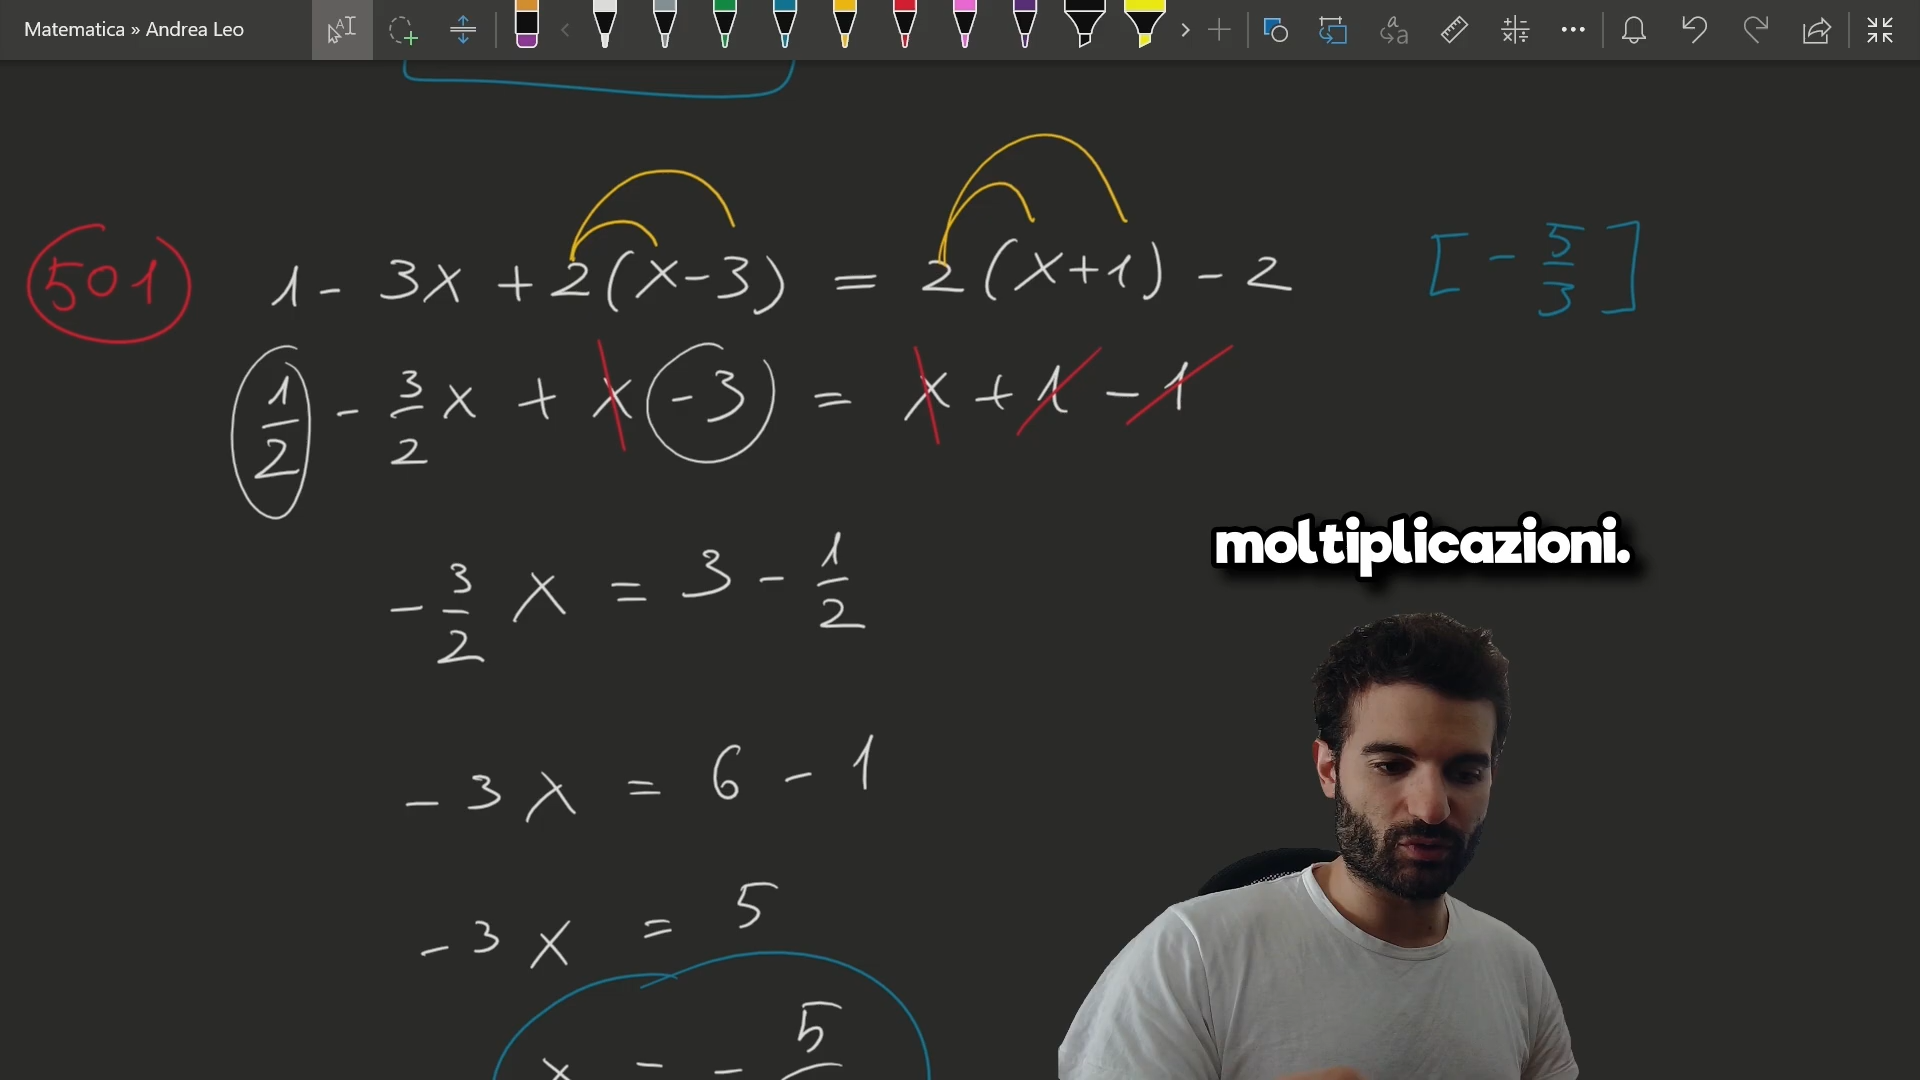 Matematica » Andrea Leo
501
1 - 3x + 2(x-3) = 2(x+1) - 2
[-5/3]
1/2 - 3/2 x + x - 3 = x + 1 - 1
-3/2 x = 3 - 1/2
moltiplicazioni.
-3x = 6 - 1
-3x = 5
x = - 5